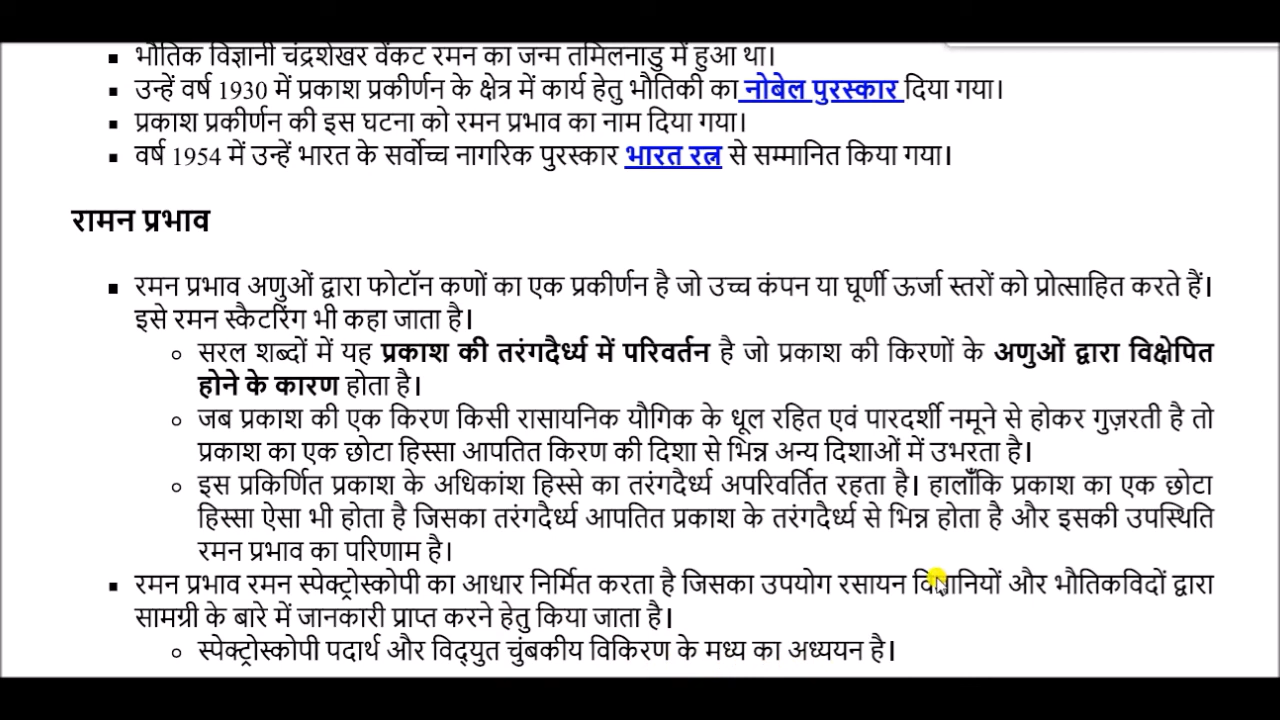 ▪ भौतिक विज्ञानी चंद्रशेखर वेंकट रमन का जन्म तमिलनाडु में हुआ था।
▪ उन्हें वर्ष 1930 में प्रकाश प्रकीर्णन के क्षेत्र में कार्य हेतु भौतिकी का नोबेल पुरस्कार दिया गया।
▪ प्रकाश प्रकीर्णन की इस घटना को रमन प्रभाव का नाम दिया गया।
▪ वर्ष 1954 में उन्हें भारत के सर्वोच्च नागरिक पुरस्कार भारत रत्न से सम्मानित किया गया।
रामन प्रभाव
▪ रमन प्रभाव अणुओं द्वारा फोटॉन कणों का एक प्रकीर्णन है जो उच्च कंपन या घूर्णी ऊर्जा स्तरों को प्रोत्साहित करते हैं।
इसे रमन स्कैटरिंग भी कहा जाता है।
○ सरल शब्दों में यह प्रकाश की तरंगदैर्ध्य में परिवर्तन है जो प्रकाश की किरणों के अणुओं द्वारा विक्षेपित
होने के कारण होता है।
○ जब प्रकाश की एक किरण किसी रासायनिक यौगिक के धूल रहित एवं पारदर्शी नमूने से होकर गुज़रती है तो
प्रकाश का एक छोटा हिस्सा आपतित किरण की दिशा से भिन्न अन्य दिशाओं में उभरता है।
○ इस प्रकिर्णित प्रकाश के अधिकांश हिस्से का तरंगदैर्ध्य अपरिवर्तित रहता है। हालाँकि प्रकाश का एक छोटा
हिस्सा ऐसा भी होता है जिसका तरंगदैर्ध्य आपतित प्रकाश के तरंगदैर्ध्य से भिन्न होता है और इसकी उपस्थिति
रमन प्रभाव का परिणाम है।
▪ रमन प्रभाव रमन स्पेक्ट्रोस्कोपी का आधार निर्मित करता है जिसका उपयोग रसायन विज्ञानियों और भौतिकविदों द्वारा
सामग्री के बारे में जानकारी प्राप्त करने हेतु किया जाता है।
○ स्पेक्ट्रोस्कोपी पदार्थ और विद्युत चुंबकीय विकिरण के मध्य का अध्ययन है।